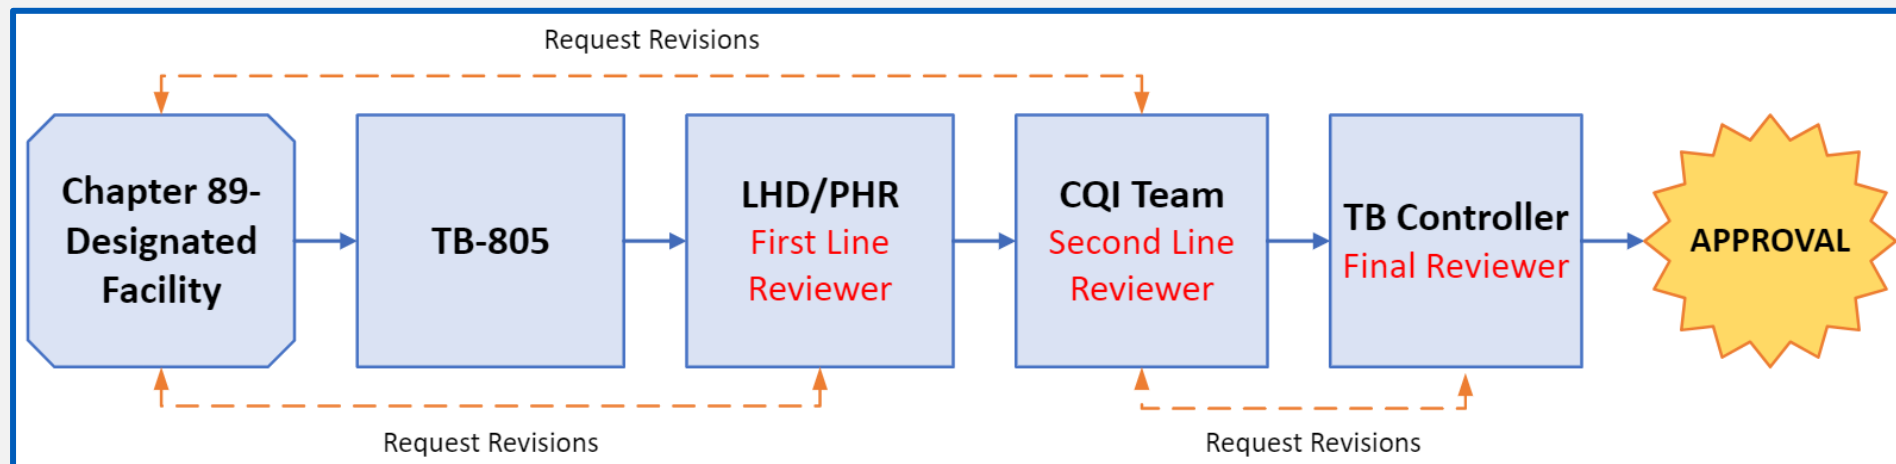 Request Revisions
Chapter 89-
Designated
Facility
TB-805
LHD/PHR
First Line
Reviewer
CQI Team
Second Line
Reviewer
TB Controller
Final Reviewer
APPROVAL
Request Revisions
Request Revisions